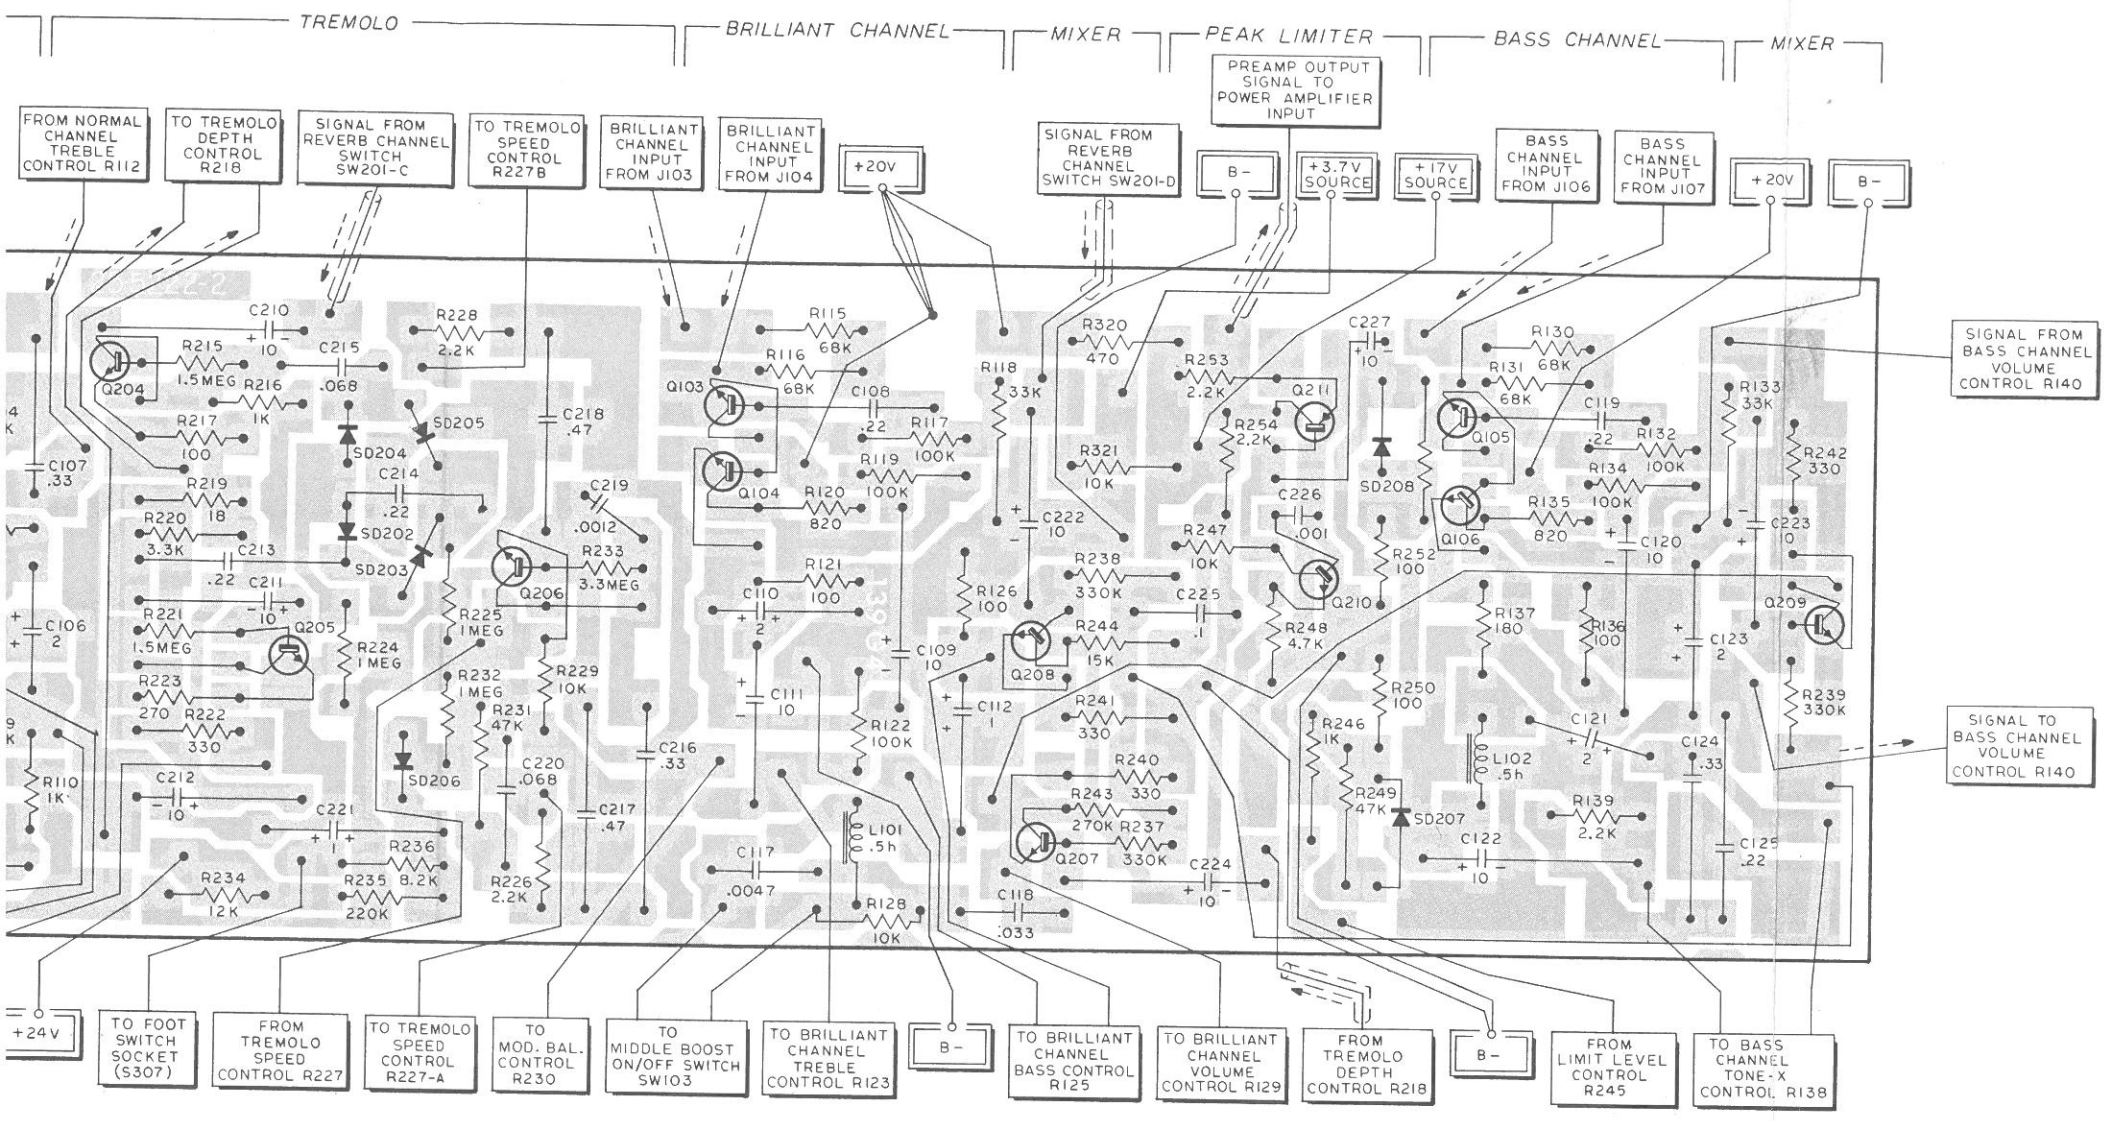 TREMOLO
BRILLIANT CHANNEL
MIXER
PEAK LIMITER
BASS CHANNEL
MIXER
FROM NORMAL
CHANNEL
TREBLE
CONTROL R112
TO TREMOLO
DEPTH
CONTROL
R218
SIGNAL FROM
REVERB CHANNEL
SWITCH
SW201-C
TO TREMOLO
SPEED
CONTROL
R227B
BRILLIANT
CHANNEL
INPUT
FROM J103
BRILLIANT
CHANNEL
INPUT
FROM J104
+20V
SIGNAL FROM
REVERB
CHANNEL
SWITCH SW201-D
PREAMP OUTPUT
SIGNAL TO
POWER AMPLIFIER
INPUT
B-
+3.7V
SOURCE
+17V
SOURCE
BASS
CHANNEL
INPUT
FROM J106
BASS
CHANNEL
INPUT
FROM J107
+20V
B-
C210
+ 10 -
R215
1.5MEG
Q204
R216
1K
C215
.068
R228
2.2K
R217
100
SD204
SD205
C218
.47
C107
.33
R219
18
C214
.22
SD202
R220
3.3K
C213
.22
SD203
C219
.0012
Q206
R233
3.3MEG
C211
- 10 +
R221
1.5MEG
Q205
C106
2
R224
1MEG
R225
1MEG
R223
270
R222
330
R232
1MEG
R231
47K
R229
10K
R110
1K
C212
- 10 +
SD206
C220
.068
C216
.33
C217
.47
C221
+ 1 +
R236
8.2K
R234
12K
R235
220K
R226
2.2K
R115
68K
R116
68K
Q103
C108
.22
R117
100K
R118
33K
Q104
R119
100K
R120
820
R121
100
C110
+ 2
C109
10
R126
100
C111
10
R122
100K
C112
1
L101
.5h
C117
.0047
R128
10K
C118
.033
R320
470
R253
2.2K
R254
2.2K
R321
10K
C222
10
R238
330K
R247
10K
C225
.1
Q208
R244
15K
R241
330
R240
330
R243
270K
R237
330K
Q207
C224
+ 10 -
C227
+ 10 -
Q211
SD208
C226
.001
R252
100
Q210
R248
4.7K
R250
100
R246
1K
R249
47K
SD207
R130
68K
R131
68K
Q105
C119
.22
R132
100K
R133
33K
R134
100K
R135
820
Q106
C120
10
R137
180
R136
100
C123
2
C121
2
L102
.5h
C124
.33
R139
2.2K
C122
+ 10 -
C125
.22
R242
330
C223
10
Q209
R239
330K
SIGNAL FROM
BASS CHANNEL
VOLUME
CONTROL R140
SIGNAL TO
BASS CHANNEL
VOLUME
CONTROL R140
+24V
TO FOOT
SWITCH
SOCKET
(S307)
FROM
TREMOLO
SPEED
CONTROL R227
TO TREMOLO
SPEED
CONTROL
R227-A
TO
MOD. BAL.
CONTROL
R230
TO
MIDDLE BOOST
ON/OFF SWITCH
SW103
TO BRILLIANT
CHANNEL
TREBLE
CONTROL R123
B-
TO BRILLIANT
CHANNEL
BASS CONTROL
R125
TO BRILLIANT
CHANNEL
VOLUME
CONTROL R129
FROM
TREMOLO
DEPTH
CONTROL R218
B-
FROM
LIMIT LEVEL
CONTROL
R245
TO BASS
CHANNEL
TONE-X
CONTROL R138